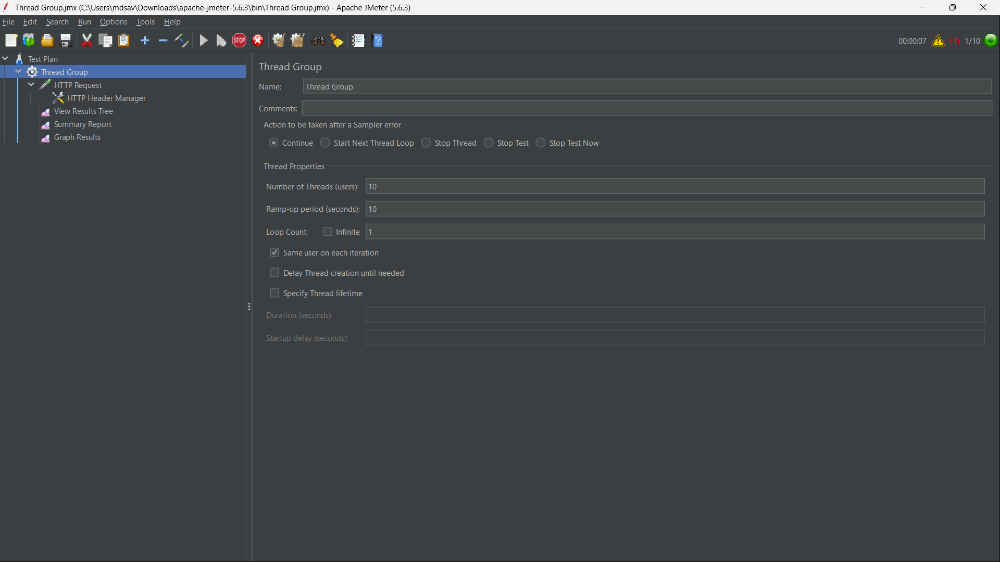 Thread Group.jmx (C:\Users\mdsav\Downloads\apache-jmeter-5.6.3\bin\Thread Group.jmx) - Apache JMeter (5.6.3)
File Edit Search Run Options Tools Help
STOP
00:00:07 141 1/10
Test Plan
Thread Group
HTTP Request
HTTP Header Manager
View Results Tree
Summary Report
Graph Results
Thread Group
Name: Thread Group
Comments:
Action to be taken after a Sampler error
Continue Start Next Thread Loop Stop Thread Stop Test Stop Test Now
Thread Properties
Number of Threads (users): 10
Ramp-up period (seconds): 10
Loop Count: Infinite 1
Same user on each iteration
Delay Thread creation until needed
Specify Thread lifetime
Duration (seconds):
Startup delay (seconds):